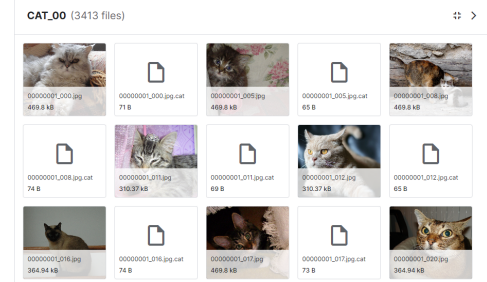 CAT_00 (3413 files)
00000001_000.jpg
469.8 kB
00000001_000.jpg.cat
71 B
00000001_005.jpg
469.8 kB
00000001_005.jpg.cat
65 B
00000001_008.jpg
469.8 kB
00000001_008.jpg.cat
74 B
00000001_011.jpg
310.37 kB
00000001_011.jpg.cat
69 B
00000001_012.jpg
310.37 kB
00000001_012.jpg.cat
65 B
00000001_016.jpg
364.94 kB
00000001_016.jpg.cat
74 B
00000001_017.jpg
469.8 kB
00000001_017.jpg.cat
73 B
00000001_020.jpg
364.94 kB